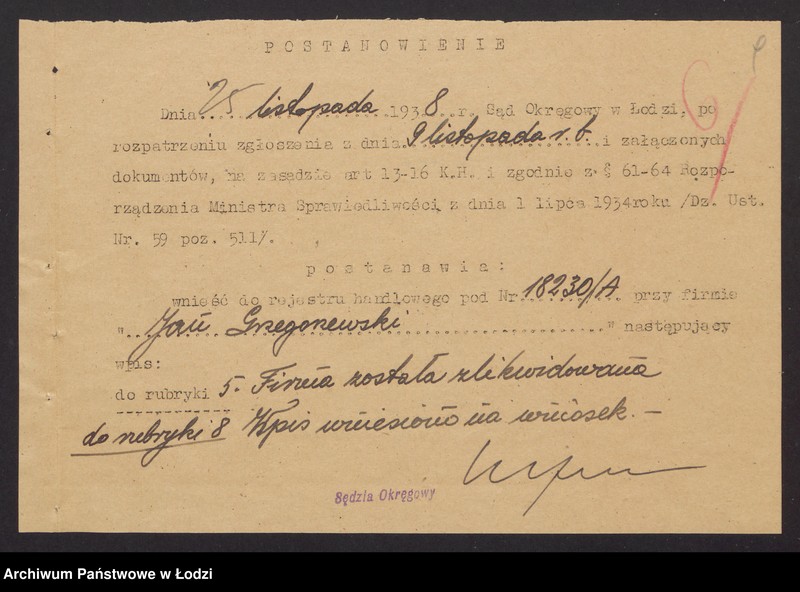 POSTANOWIENIE
Dnia 25 listopada 1938 r. Sąd Okręgowy w Łodzi, po
rozpatrzeniu zgłoszenia z dnia 9 listopada r.b. i załączonych
dokumentów, na zasadzie art 13-16 K.H. i zgodnie z § 61-64 Rozpo-
rządzenia Ministra Sprawiedliwości z dnia 1 lipca 1934roku /Dz. Ust.
Nr. 59 poz. 511/.
postanawia:
wnieść do rejestru handlowego pod Nr. 18230/A przy firmie
"Jan Grzegorzewski" następujący
wpis:
do rubryki 5. Firma została zlikwidowana
do rubryki 8 Wpis wniesiono na wniosek. —
Sędzia Okręgowy
Archiwum Państwowe w Łodzi